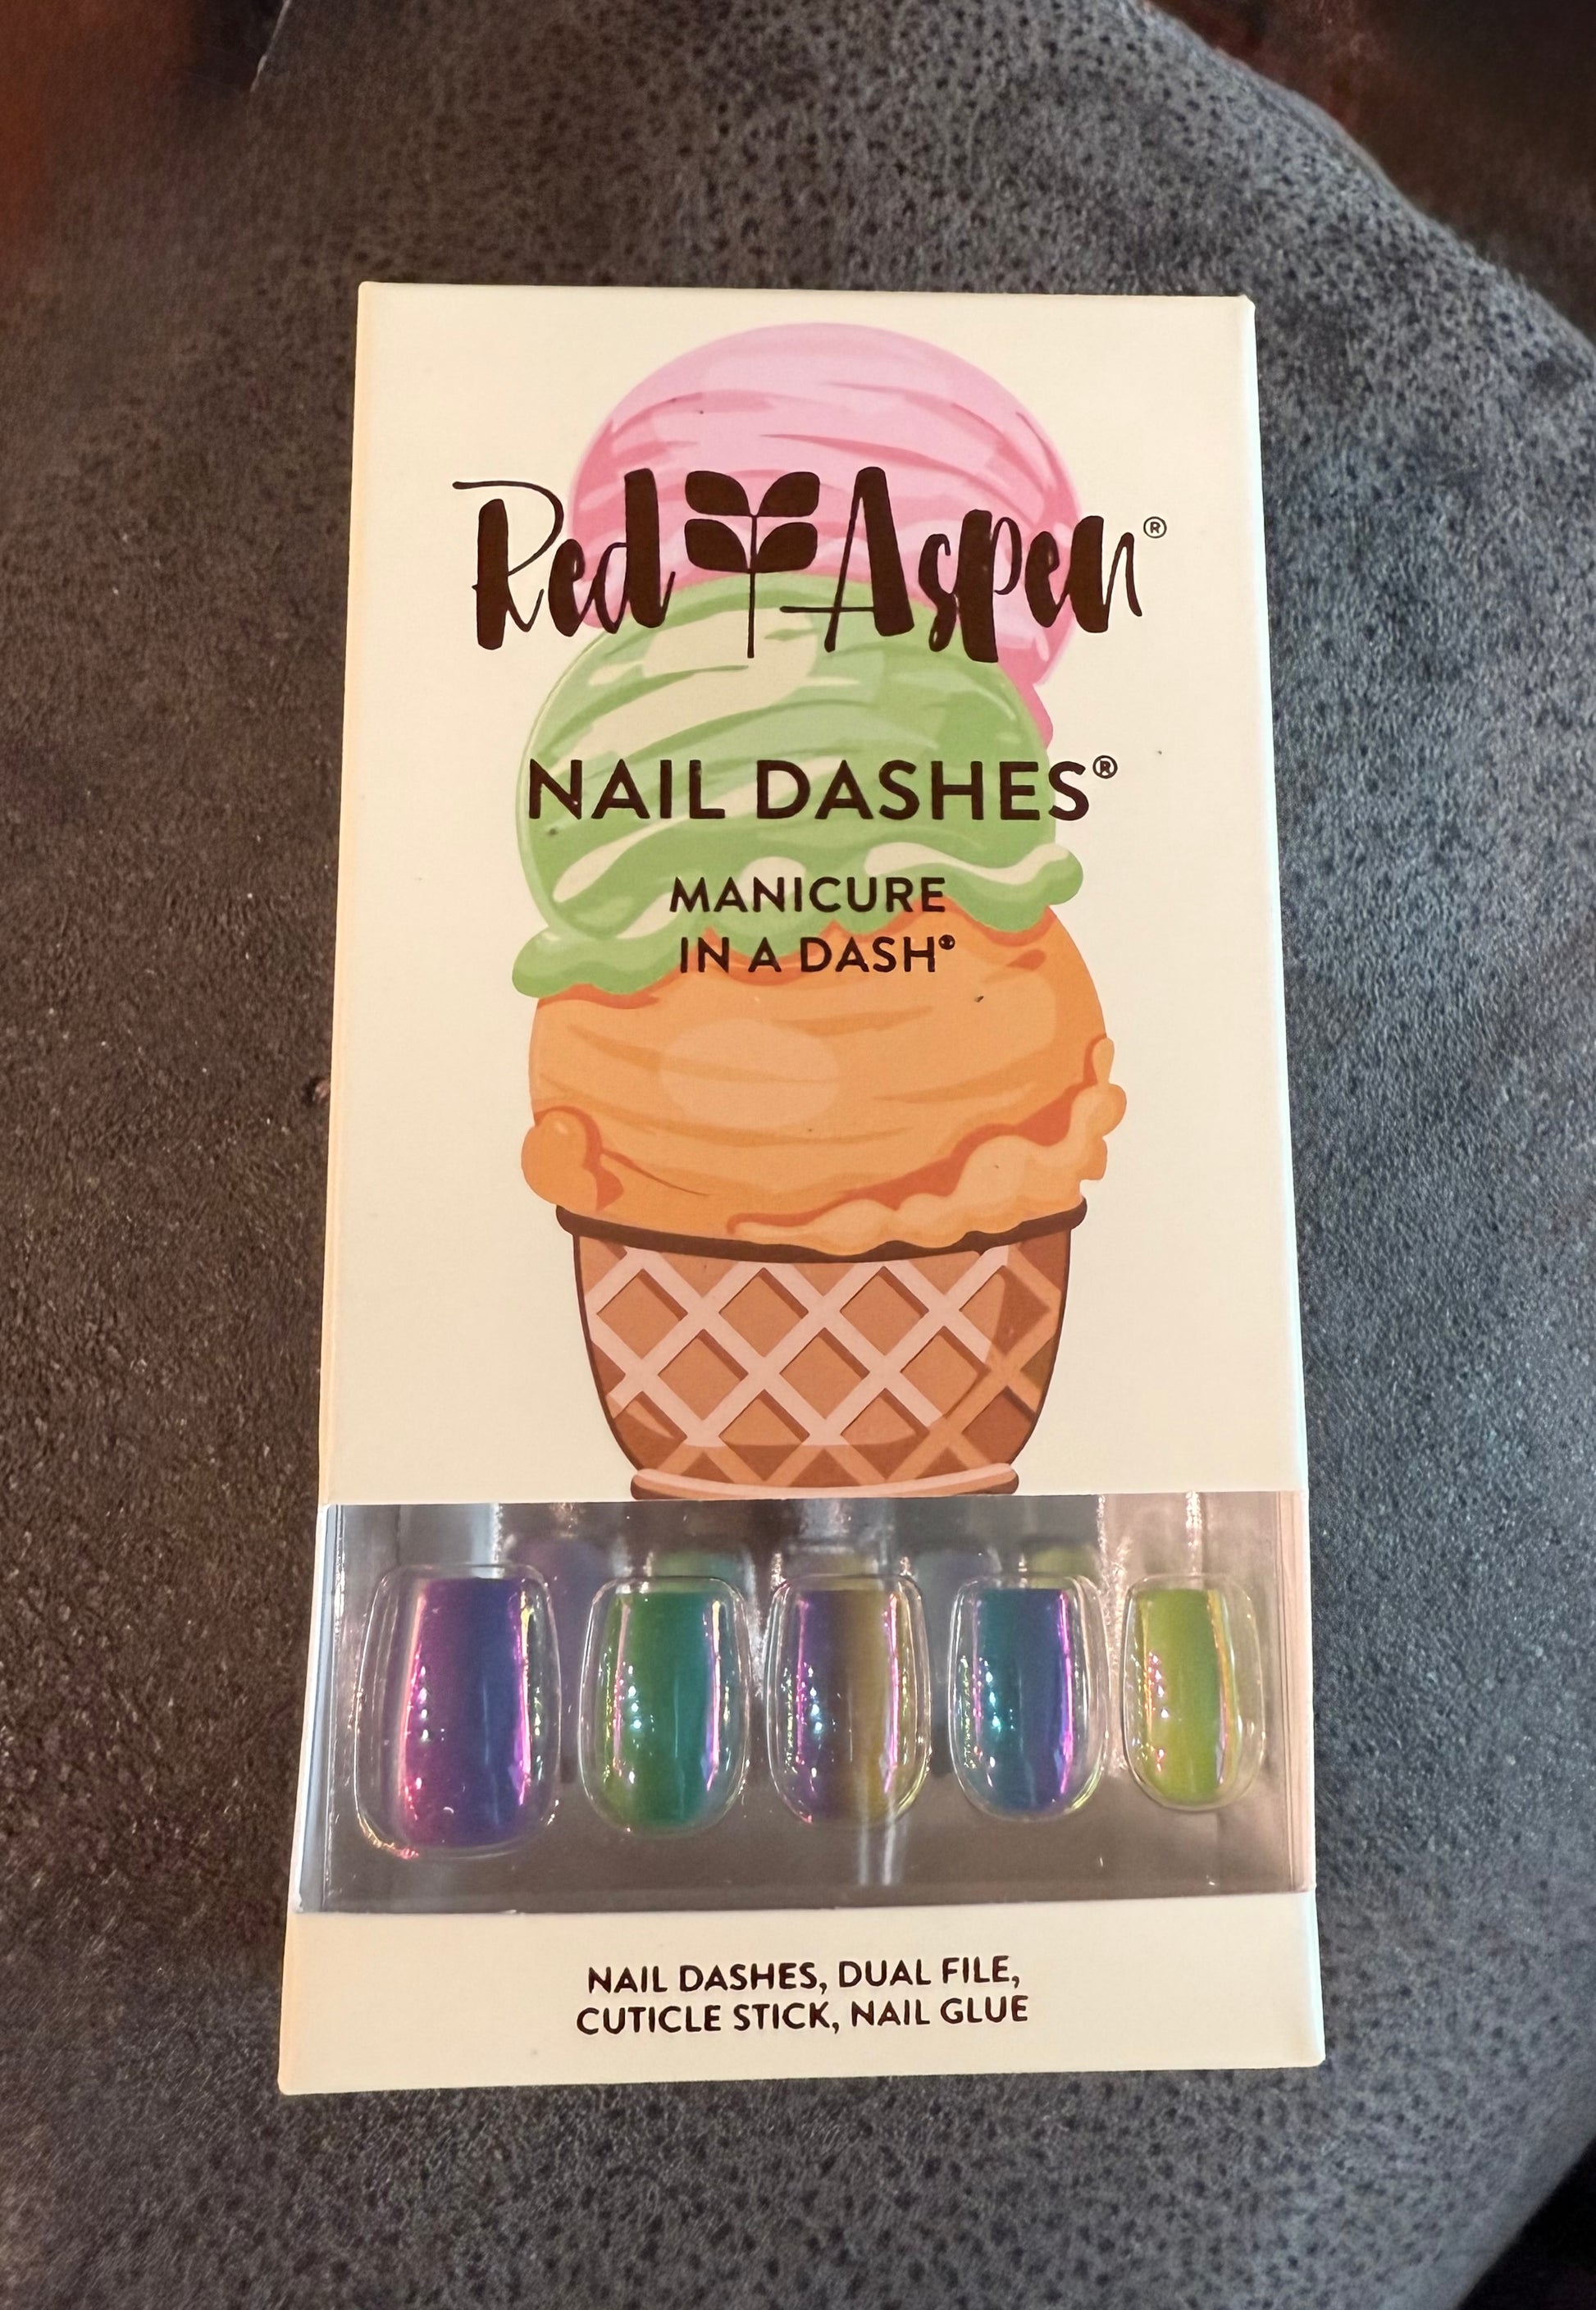 Red Aspen®
NAIL DASHES®
MANICURE
IN A DASH®
NAIL DASHES, DUAL FILE,
CUTICLE STICK, NAIL GLUE